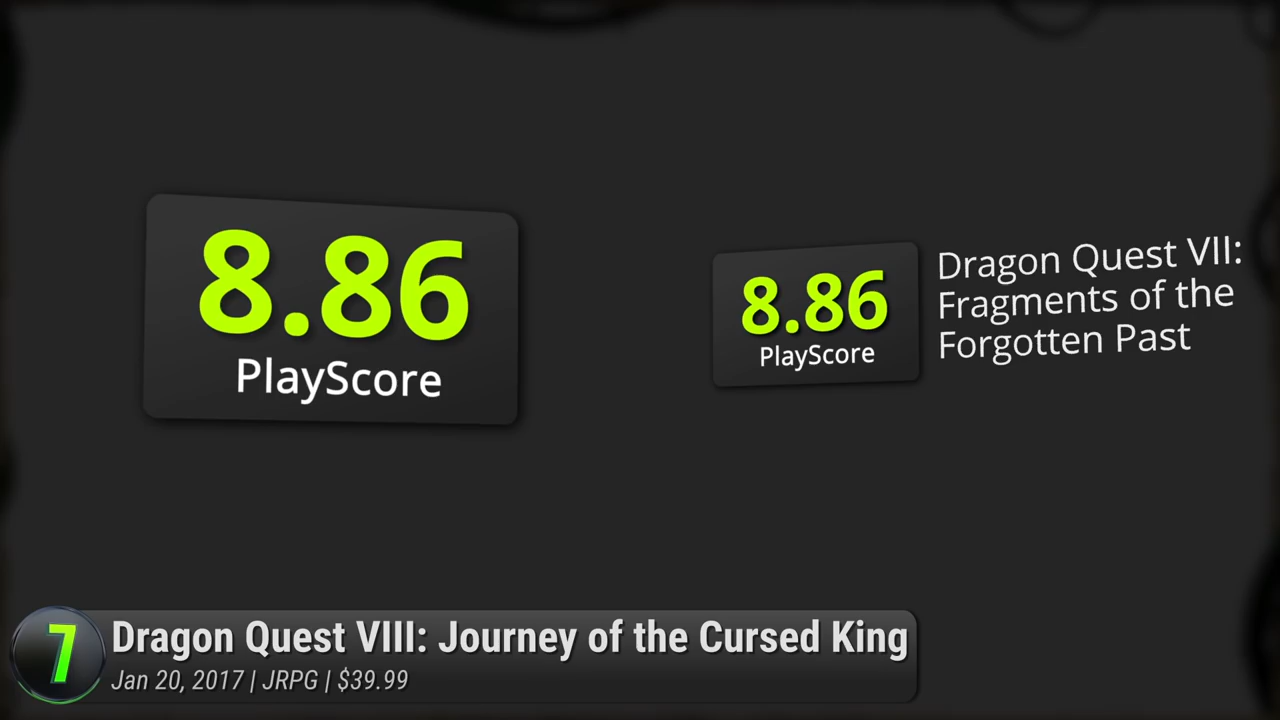 8.86
PlayScore
8.86
PlayScore
Dragon Quest VII:
Fragments of the
Forgotten Past
7
Dragon Quest VIII: Journey of the Cursed King
Jan 20, 2017 | JRPG | $39.99